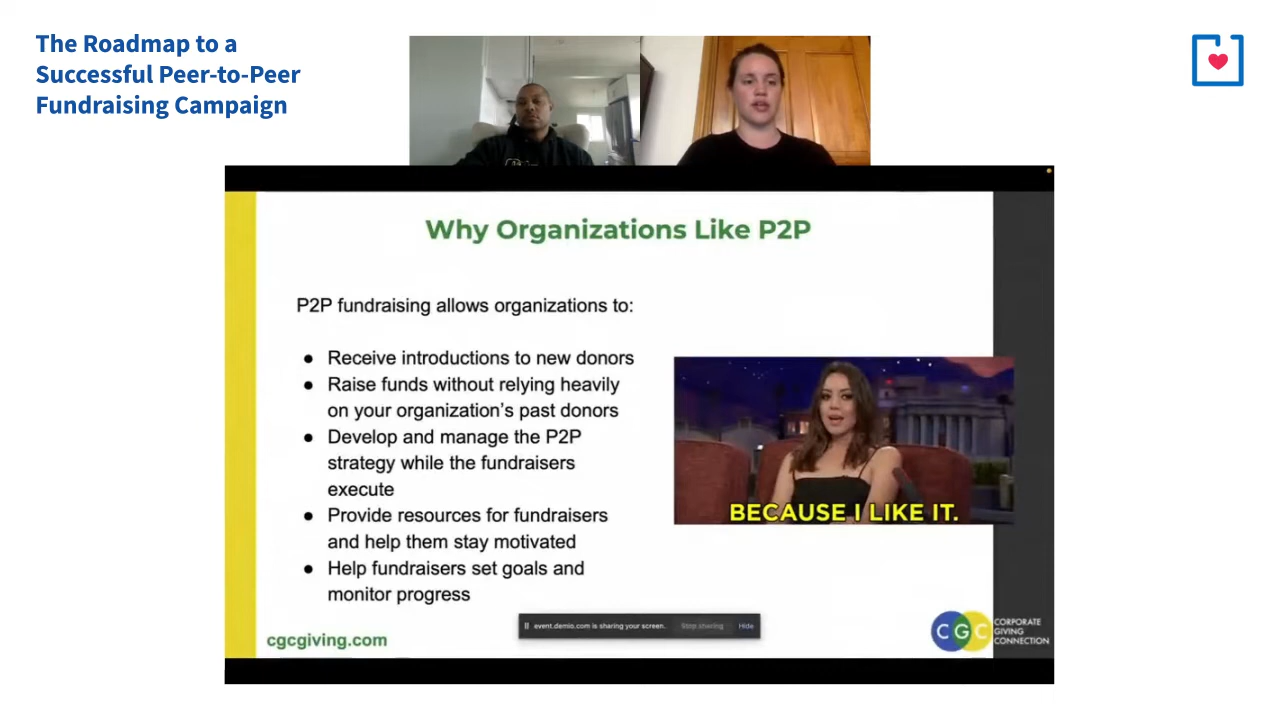 The Roadmap to a
Successful Peer-to-Peer
Fundraising Campaign
Why Organizations Like P2P
P2P fundraising allows organizations to:
● Receive introductions to new donors
● Raise funds without relying heavily
on your organization's past donors
● Develop and manage the P2P
strategy while the fundraisers
execute
● Provide resources for fundraisers
and help them stay motivated
● Help fundraisers set goals and
monitor progress
BECAUSE I LIKE IT.
event.demio.com is sharing your screen. Stop sharing Hide
cgcgiving.com
CGC
CORPORATE
GIVING
CONNECTION